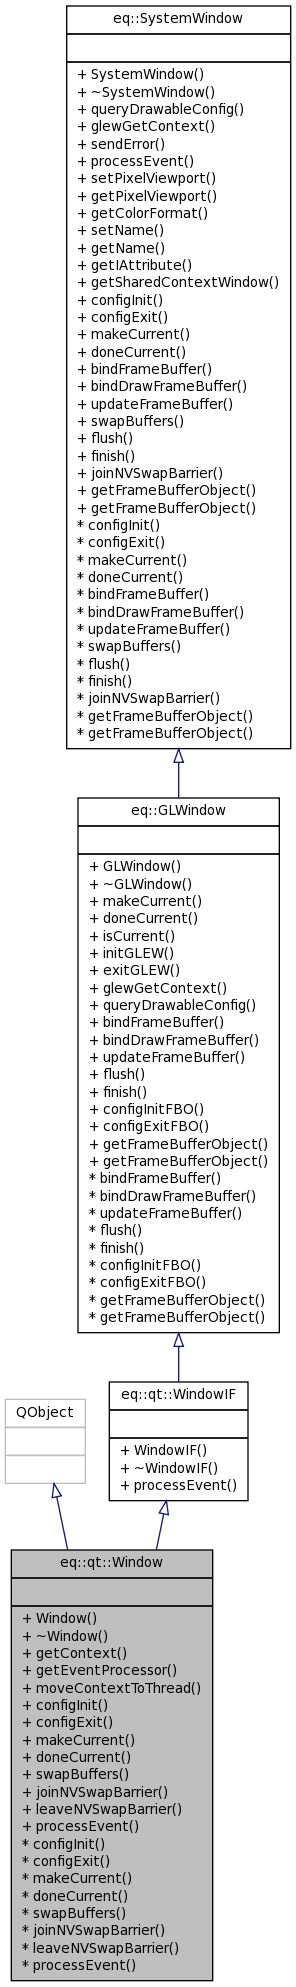 eq::SystemWindow
+ SystemWindow()
+ ~SystemWindow()
+ queryDrawableConfig()
+ glewGetContext()
+ sendError()
+ processEvent()
+ setPixelViewport()
+ getPixelViewport()
+ getColorFormat()
+ setName()
+ getName()
+ getIAttribute()
+ getSharedContextWindow()
+ configInit()
+ configExit()
+ makeCurrent()
+ doneCurrent()
+ bindFrameBuffer()
+ bindDrawFrameBuffer()
+ updateFrameBuffer()
+ swapBuffers()
+ flush()
+ finish()
+ joinNVSwapBarrier()
+ getFrameBufferObject()
+ getFrameBufferObject()
* configInit()
* configExit()
* makeCurrent()
* doneCurrent()
* bindFrameBuffer()
* bindDrawFrameBuffer()
* updateFrameBuffer()
* swapBuffers()
* flush()
* finish()
* joinNVSwapBarrier()
* getFrameBufferObject()
* getFrameBufferObject()
eq::GLWindow
+ GLWindow()
+ ~GLWindow()
+ makeCurrent()
+ doneCurrent()
+ isCurrent()
+ initGLEW()
+ exitGLEW()
+ glewGetContext()
+ queryDrawableConfig()
+ bindFrameBuffer()
+ bindDrawFrameBuffer()
+ updateFrameBuffer()
+ flush()
+ finish()
+ configInitFBO()
+ configExitFBO()
+ getFrameBufferObject()
+ getFrameBufferObject()
* bindFrameBuffer()
* bindDrawFrameBuffer()
* updateFrameBuffer()
* flush()
* finish()
* configInitFBO()
* configExitFBO()
* getFrameBufferObject()
* getFrameBufferObject()
eq::qt::WindowIF
+ WindowIF()
+ ~WindowIF()
+ processEvent()
QObject
eq::qt::Window
+ Window()
+ ~Window()
+ getContext()
+ getEventProcessor()
+ moveContextToThread()
+ configInit()
+ configExit()
+ makeCurrent()
+ doneCurrent()
+ swapBuffers()
+ joinNVSwapBarrier()
+ leaveNVSwapBarrier()
+ processEvent()
* configInit()
* configExit()
* makeCurrent()
* doneCurrent()
* swapBuffers()
* joinNVSwapBarrier()
* leaveNVSwapBarrier()
* processEvent()